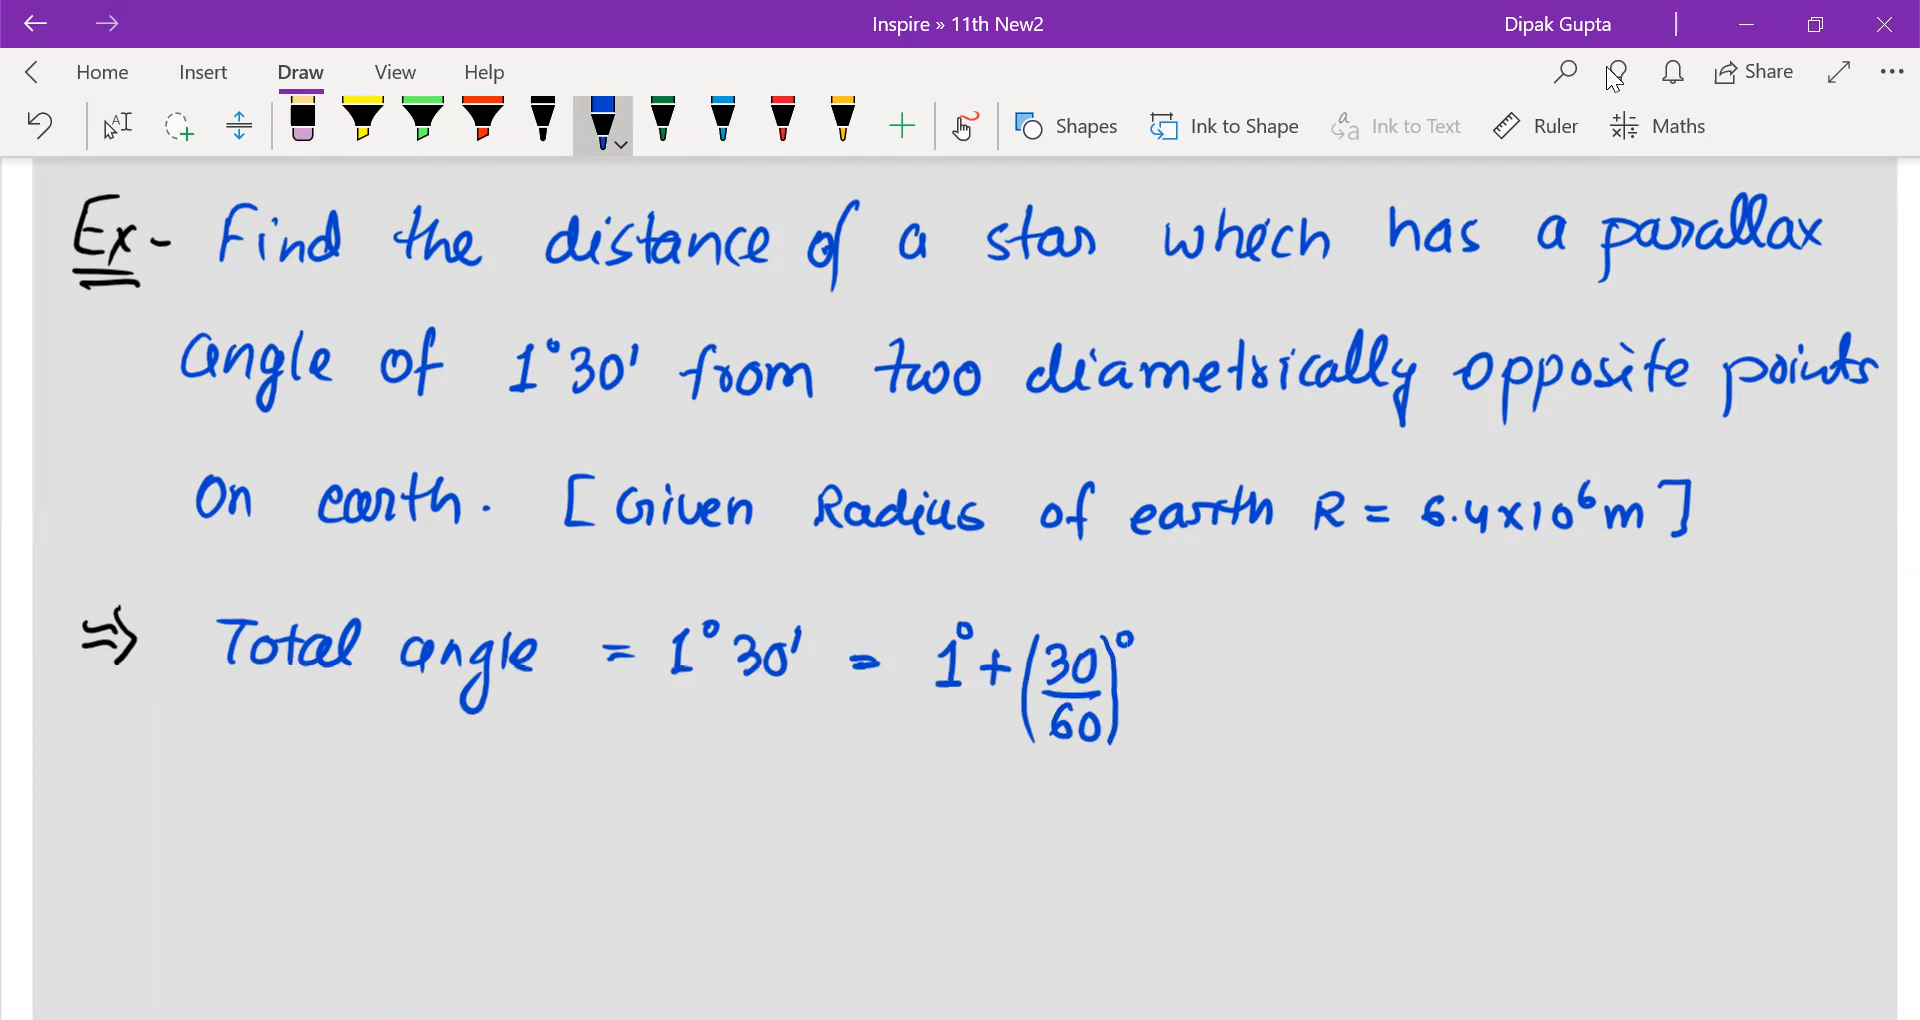 Inspire » 11th New2
Dipak Gupta
Home Insert Draw View Help
Share
Shapes Ink to Shape Ink to Text Ruler Maths
Ex- Find the distance of a star which has a parallax
angle of 1°30' from two diametrically opposite points
on earth. [Given Radius of earth R = 6.4x10⁶m]
⇒ Total angle = 1°30' = 1° + (30/60)°